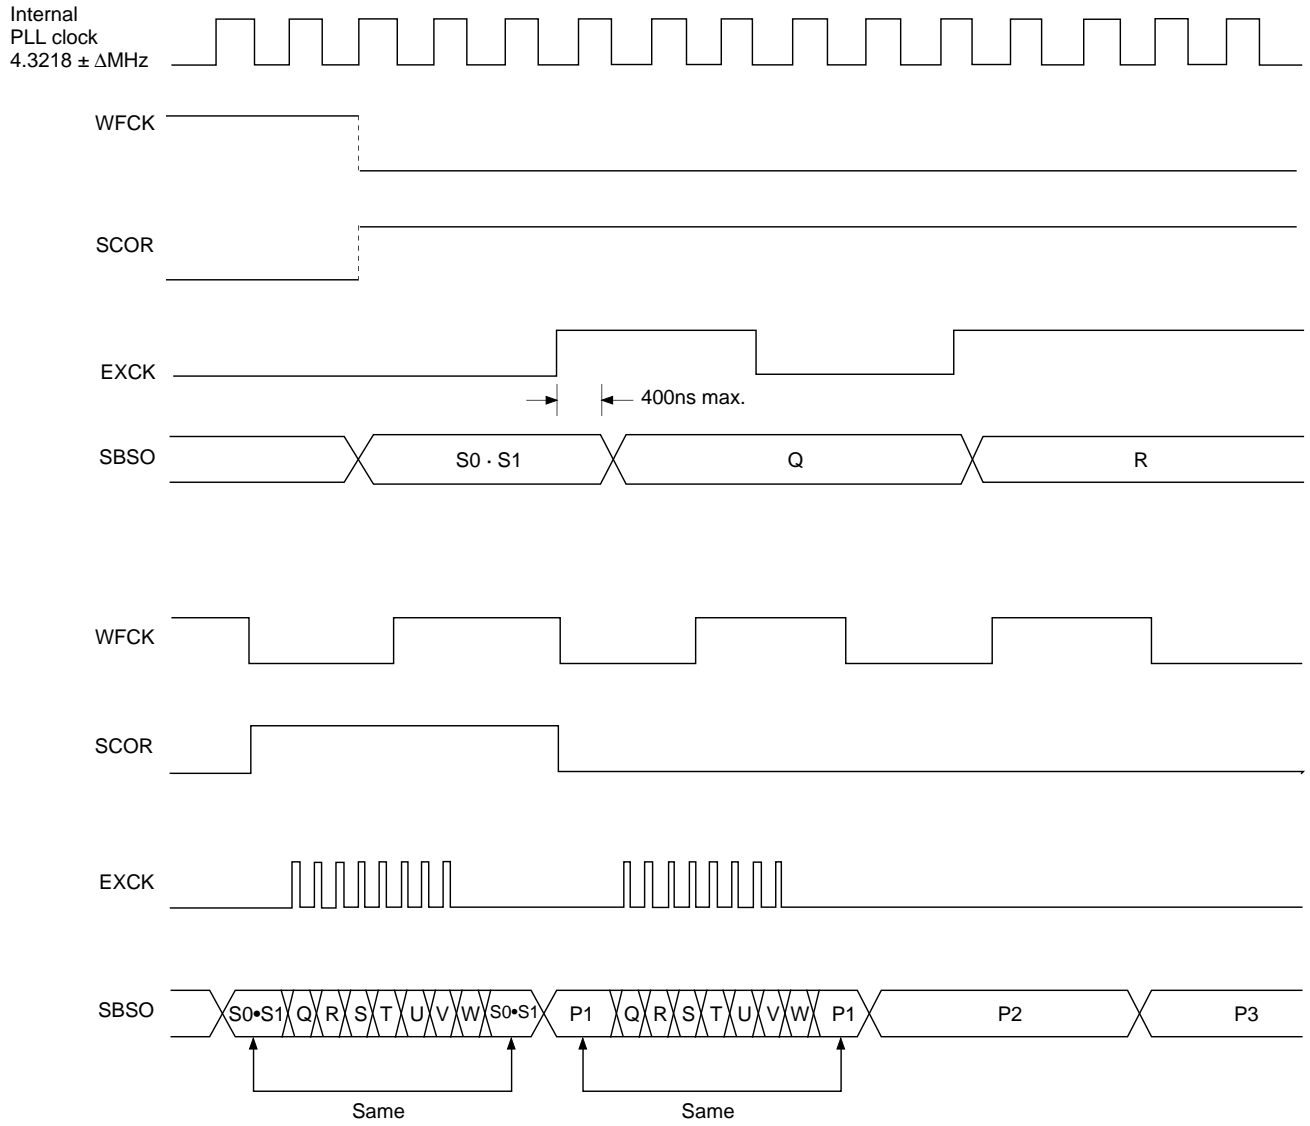 Internal
PLL clock
4.3218 ± ΔMHz
WFCK
SCOR
EXCK
400ns max.
SBSO
S0 · S1
Q
R
WFCK
SCOR
EXCK
SBSO
S0•S1 Q R S T U V W S0•S1 P1 Q R S T U V W P1 P2 P3
Same
Same